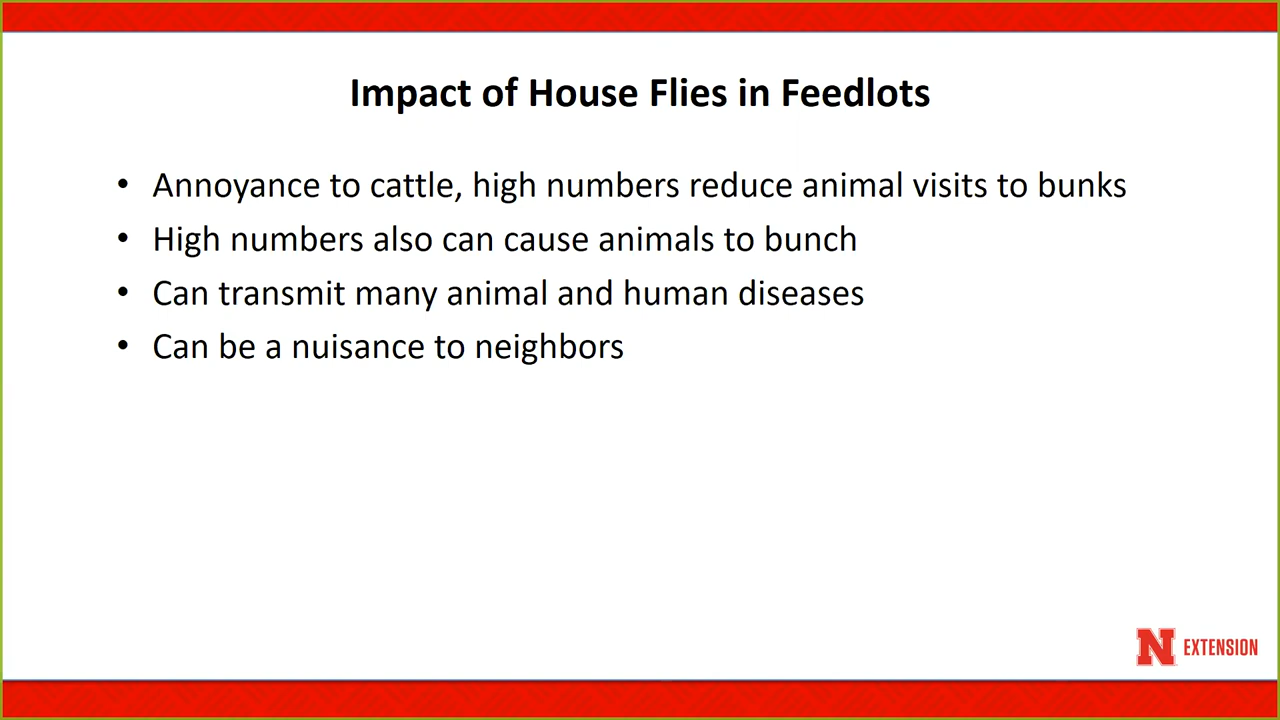 Impact of House Flies in Feedlots
• Annoyance to cattle, high numbers reduce animal visits to bunks
• High numbers also can cause animals to bunch
• Can transmit many animal and human diseases
• Can be a nuisance to neighbors
N EXTENSION